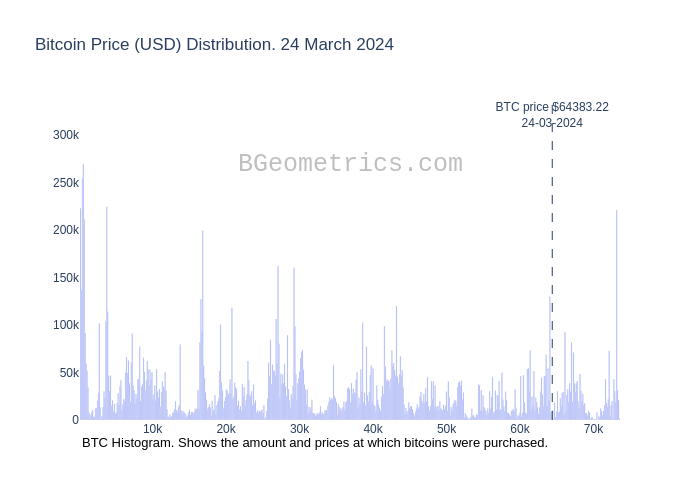 Bitcoin Price (USD) Distribution. 24 March 2024
BTC price $64383.22
24-03-2024
300k
BGeometrics.com
250k
200k
150k
100k
50k
0
10k 20k 30k 40k 50k 60k 70k
BTC Histogram. Shows the amount and prices at which bitcoins were purchased.